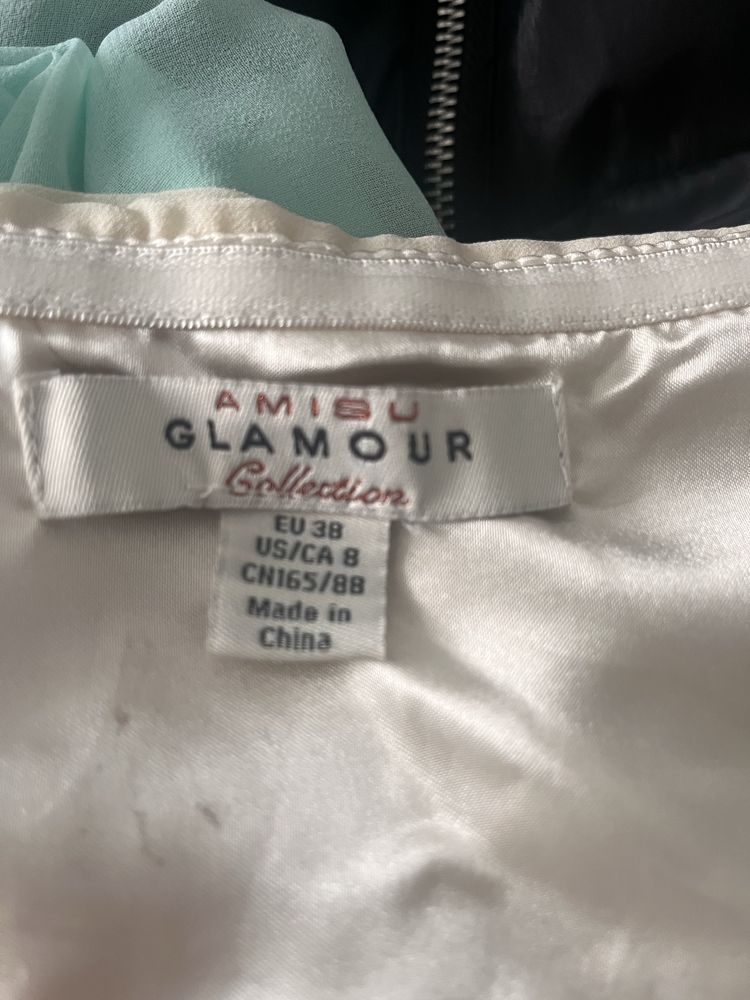 AMISU
GLAMOUR
Collection
EU 38
US/CA 8
CN165/88
Made in
China